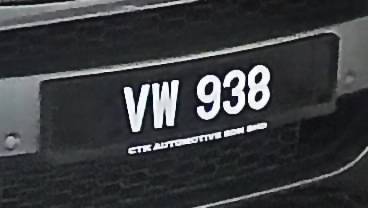 VW 938
CTK AUTOMOTIVE SDN BHD